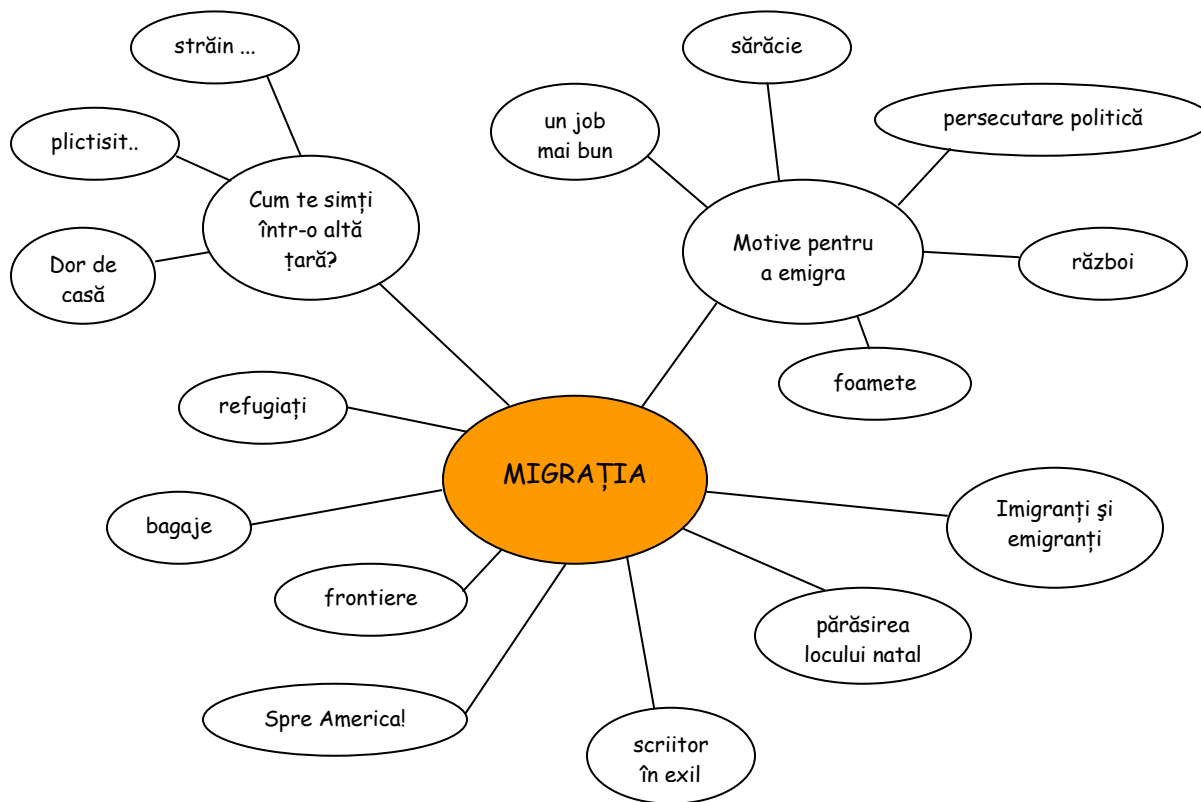 străin ...
sărăcie
un job
mai bun
persecutare politică
plictisit..
Cum te simți
într-o altă
țară?
Motive pentru
a emigra
Dor de
casă
război
foamete
refugiați
MIGRAȚIA
bagaje
Imigranți şi
emigranți
frontiere
părăsirea
locului natal
Spre America!
scriitor
în exil